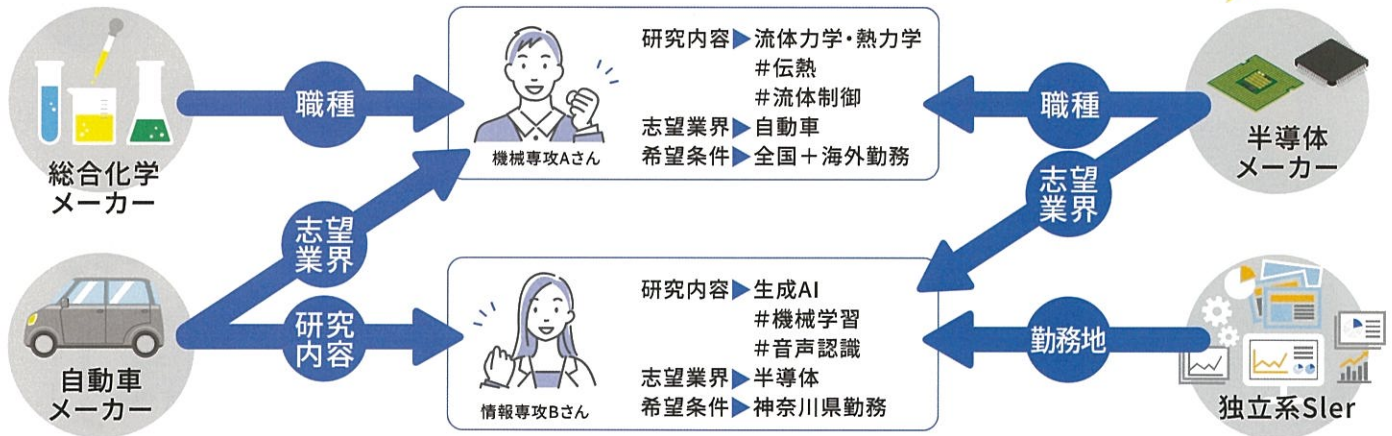 総合化学
メーカー
職種
機械専攻Aさん
研究内容▶流体力学・熱力学
#伝熱
#流体制御
志望業界▶自動車
希望条件▶全国＋海外勤務
職種
半導体
メーカー
志望
業界
志望
業界
自動車
メーカー
研究
内容
情報専攻Bさん
研究内容▶生成AI
#機械学習
#音声認識
志望業界▶半導体
希望条件▶神奈川県勤務
勤務地
独立系SIer